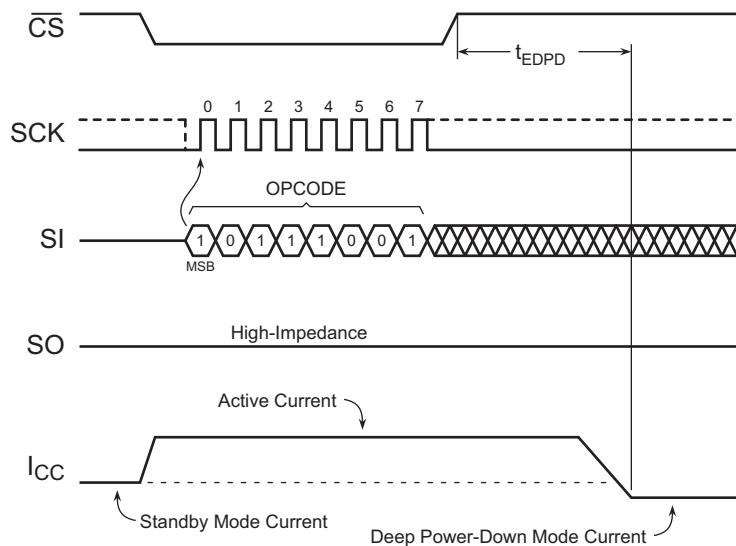 CS
tEDPD
0 1 2 3 4 5 6 7
SCK
OPCODE
SI
1 0 1 1 1 0 0 1
MSB
High-Impedance
SO
Active Current
ICC
Standby Mode Current
Deep Power-Down Mode Current